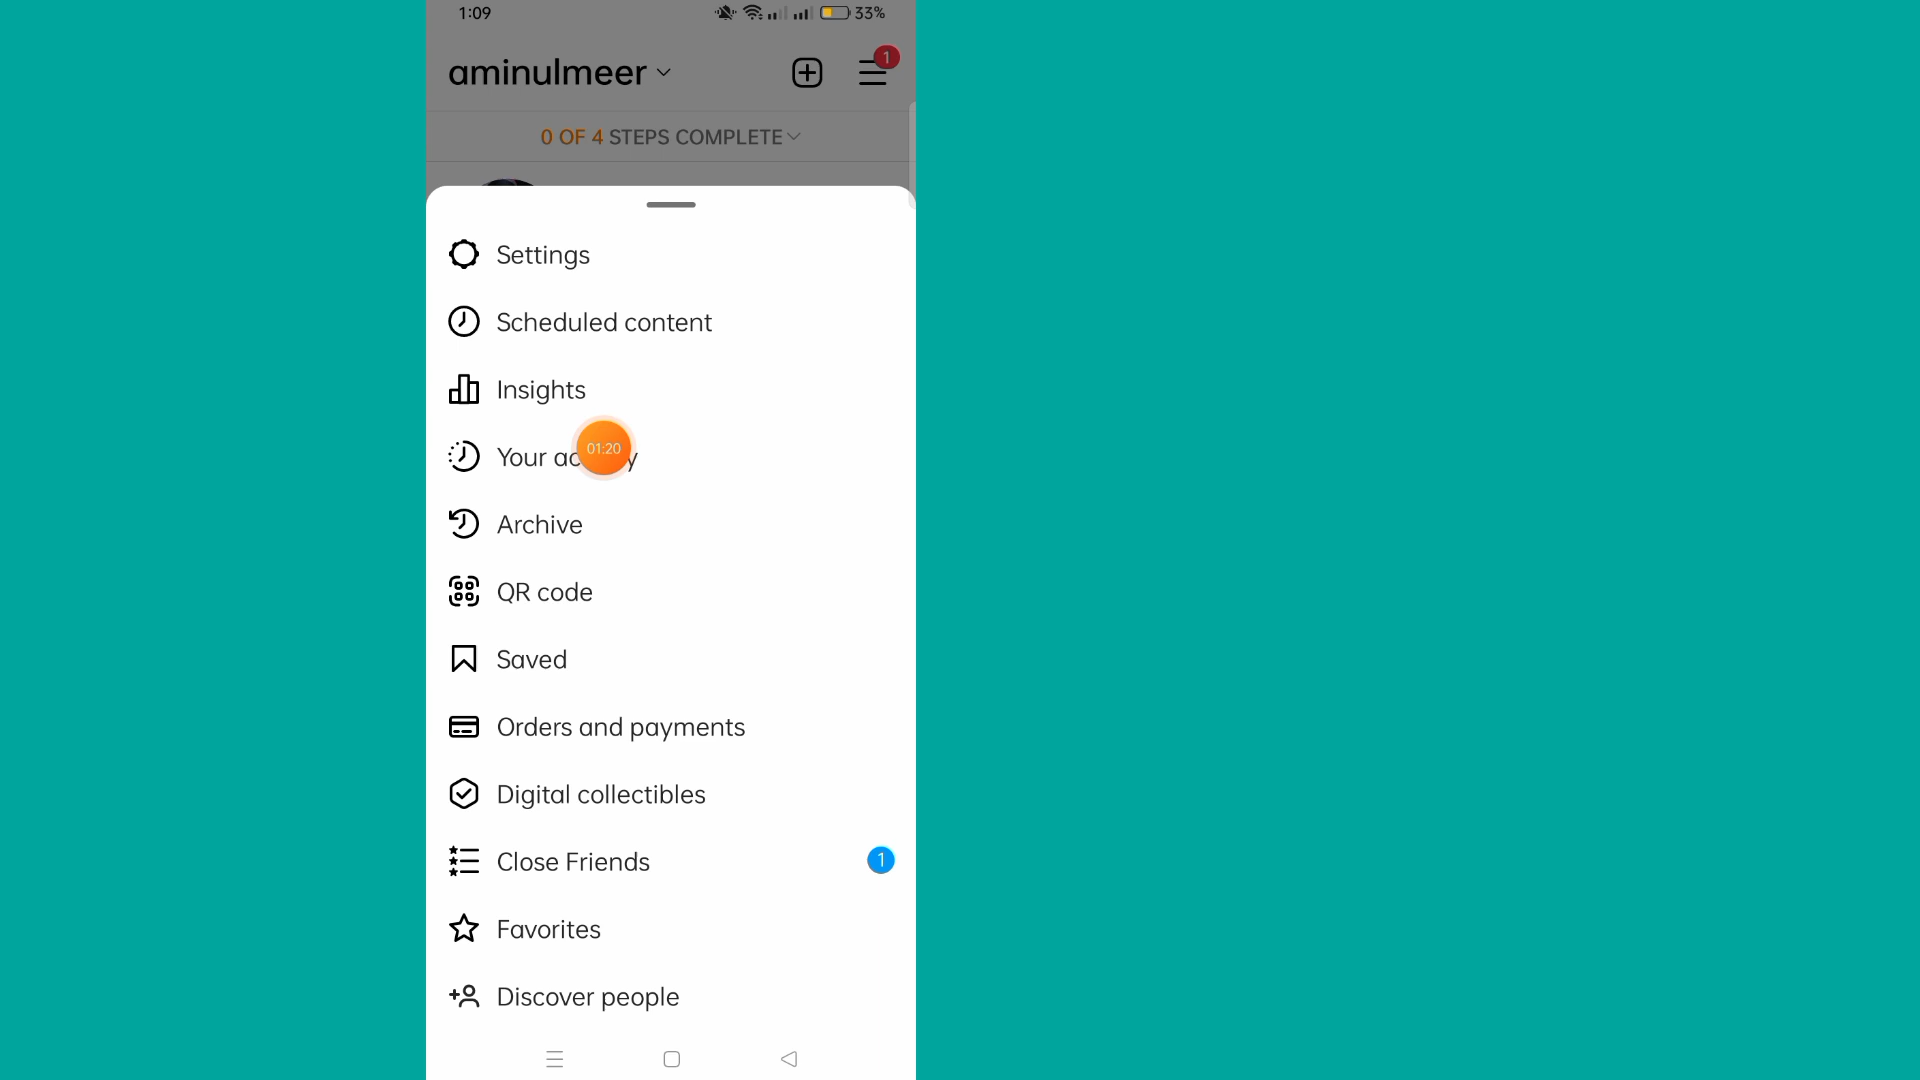 1:09
33%
aminulmeer
1
0 OF 4 STEPS COMPLETE
Settings
Scheduled content
Insights
Your
01:20
Archive
QR code
Saved
Orders and payments
Digital collectibles
Close Friends
1
Favorites
Discover people